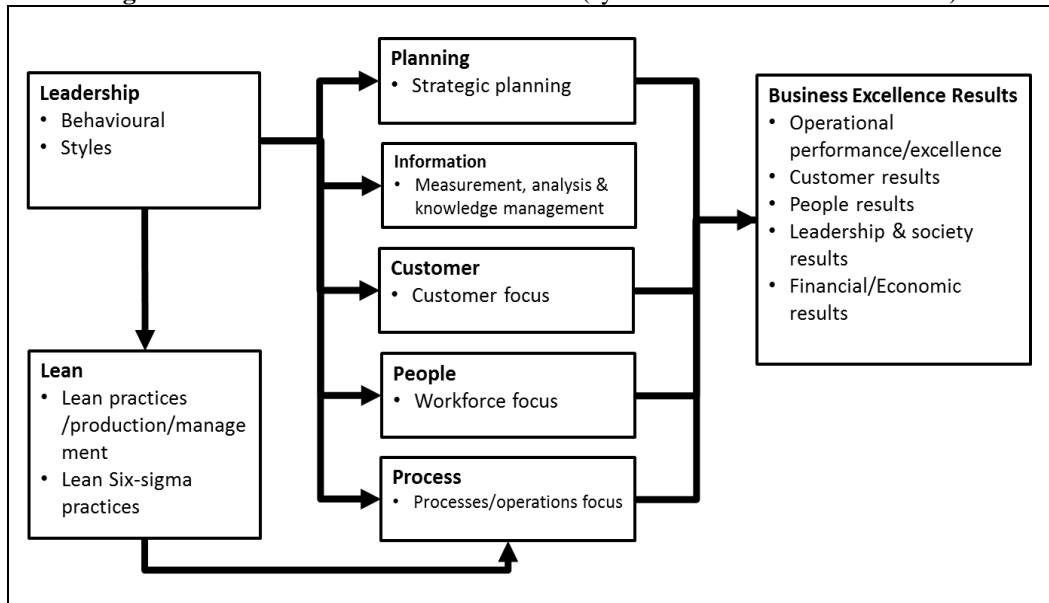 Leadership
• Behavioural
• Styles
Lean
• Lean practices
/production/manage
ment
• Lean Six-sigma
practices
Planning
• Strategic planning
Information
• Measurement, analysis &
knowledge management
Customer
• Customer focus
People
• Workforce focus
Process
• Processes/operations focus
Business Excellence Results
• Operational
performance/excellence
• Customer results
• People results
• Leadership & society
results
• Financial/Economic
results